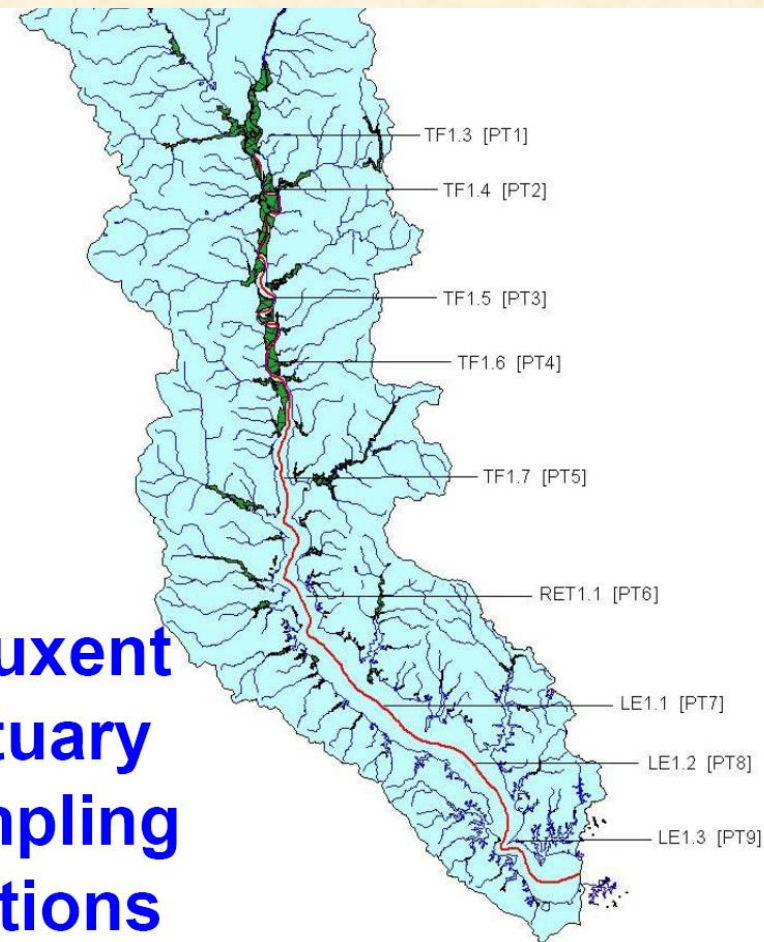 TF1.3 [PT1]
TF1.4 [PT2]
TF1.5 [PT3]
TF1.6 [PT4]
TF1.7 [PT5]
RET1.1 [PT6]
LE1.1 [PT7]
LE1.2 [PT8]
LE1.3 [PT9]
uxent
tuary
npling
tions